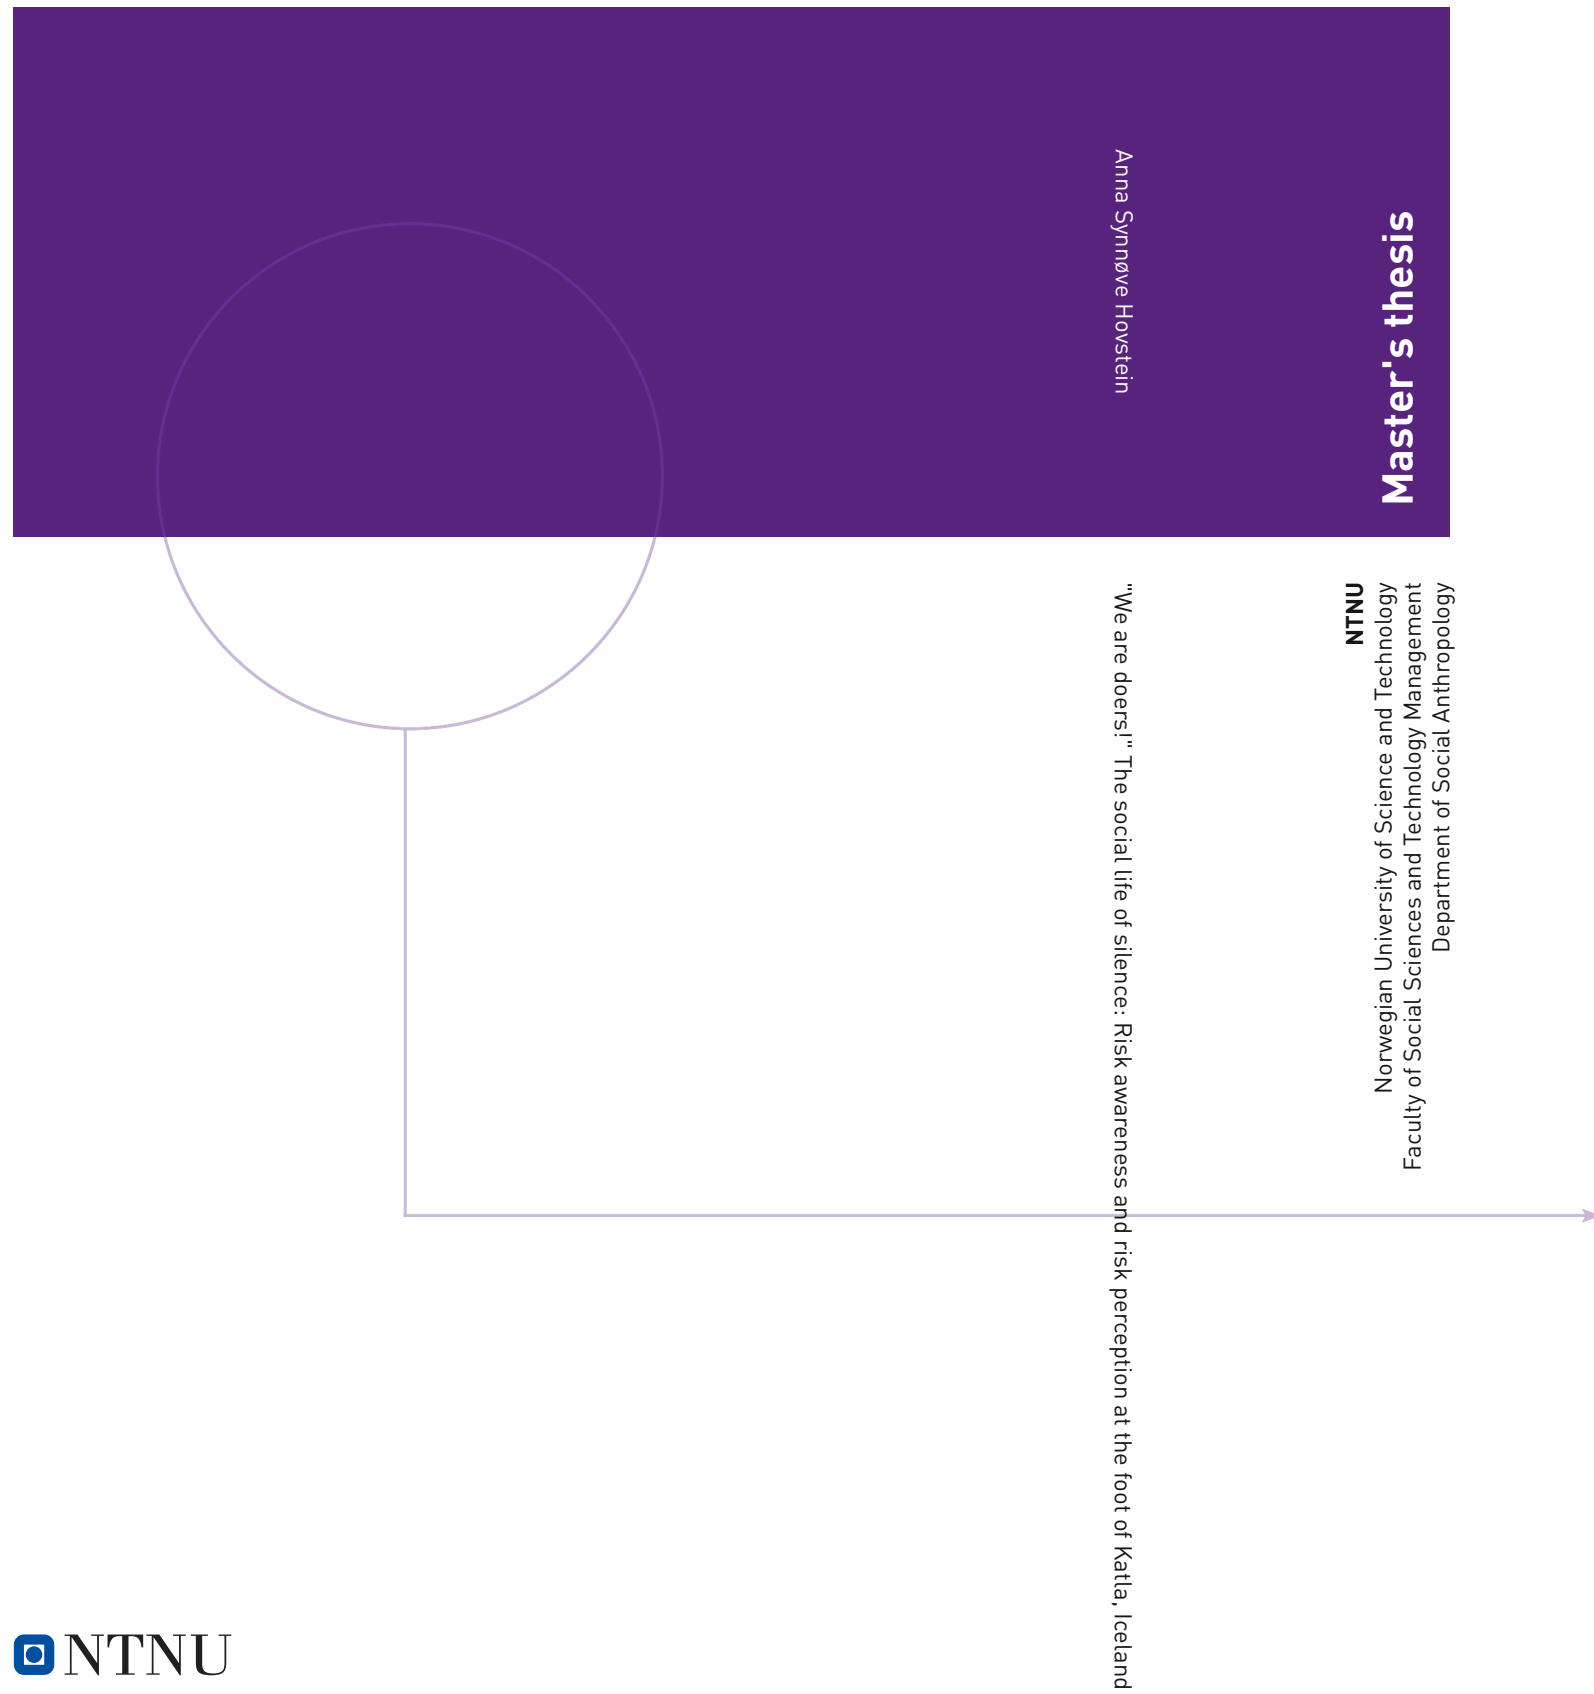 Anna Synnøve Hovstein
Master's thesis
"We are doers!" The social life of silence: Risk awareness and risk perception at the foot of Katla, Iceland
NTNU
Norwegian University of Science and Technology
Faculty of Social Sciences and Technology Management
Department of Social Anthropology
NTNU